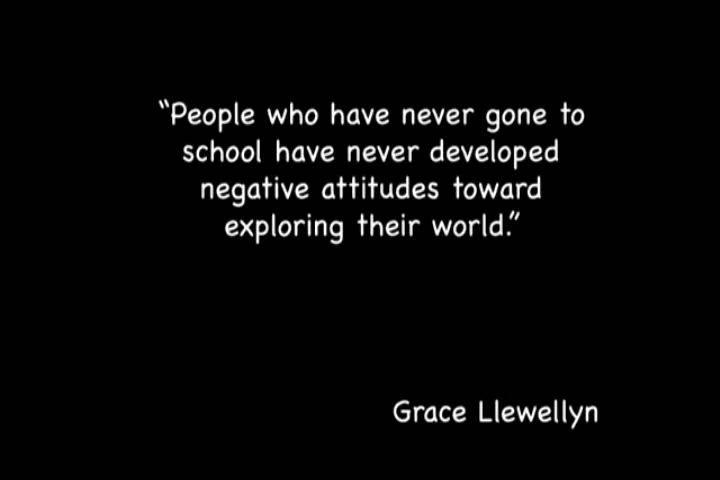 “People who have never gone to
school have never developed
negative attitudes toward
exploring their world.”
Grace Llewellyn